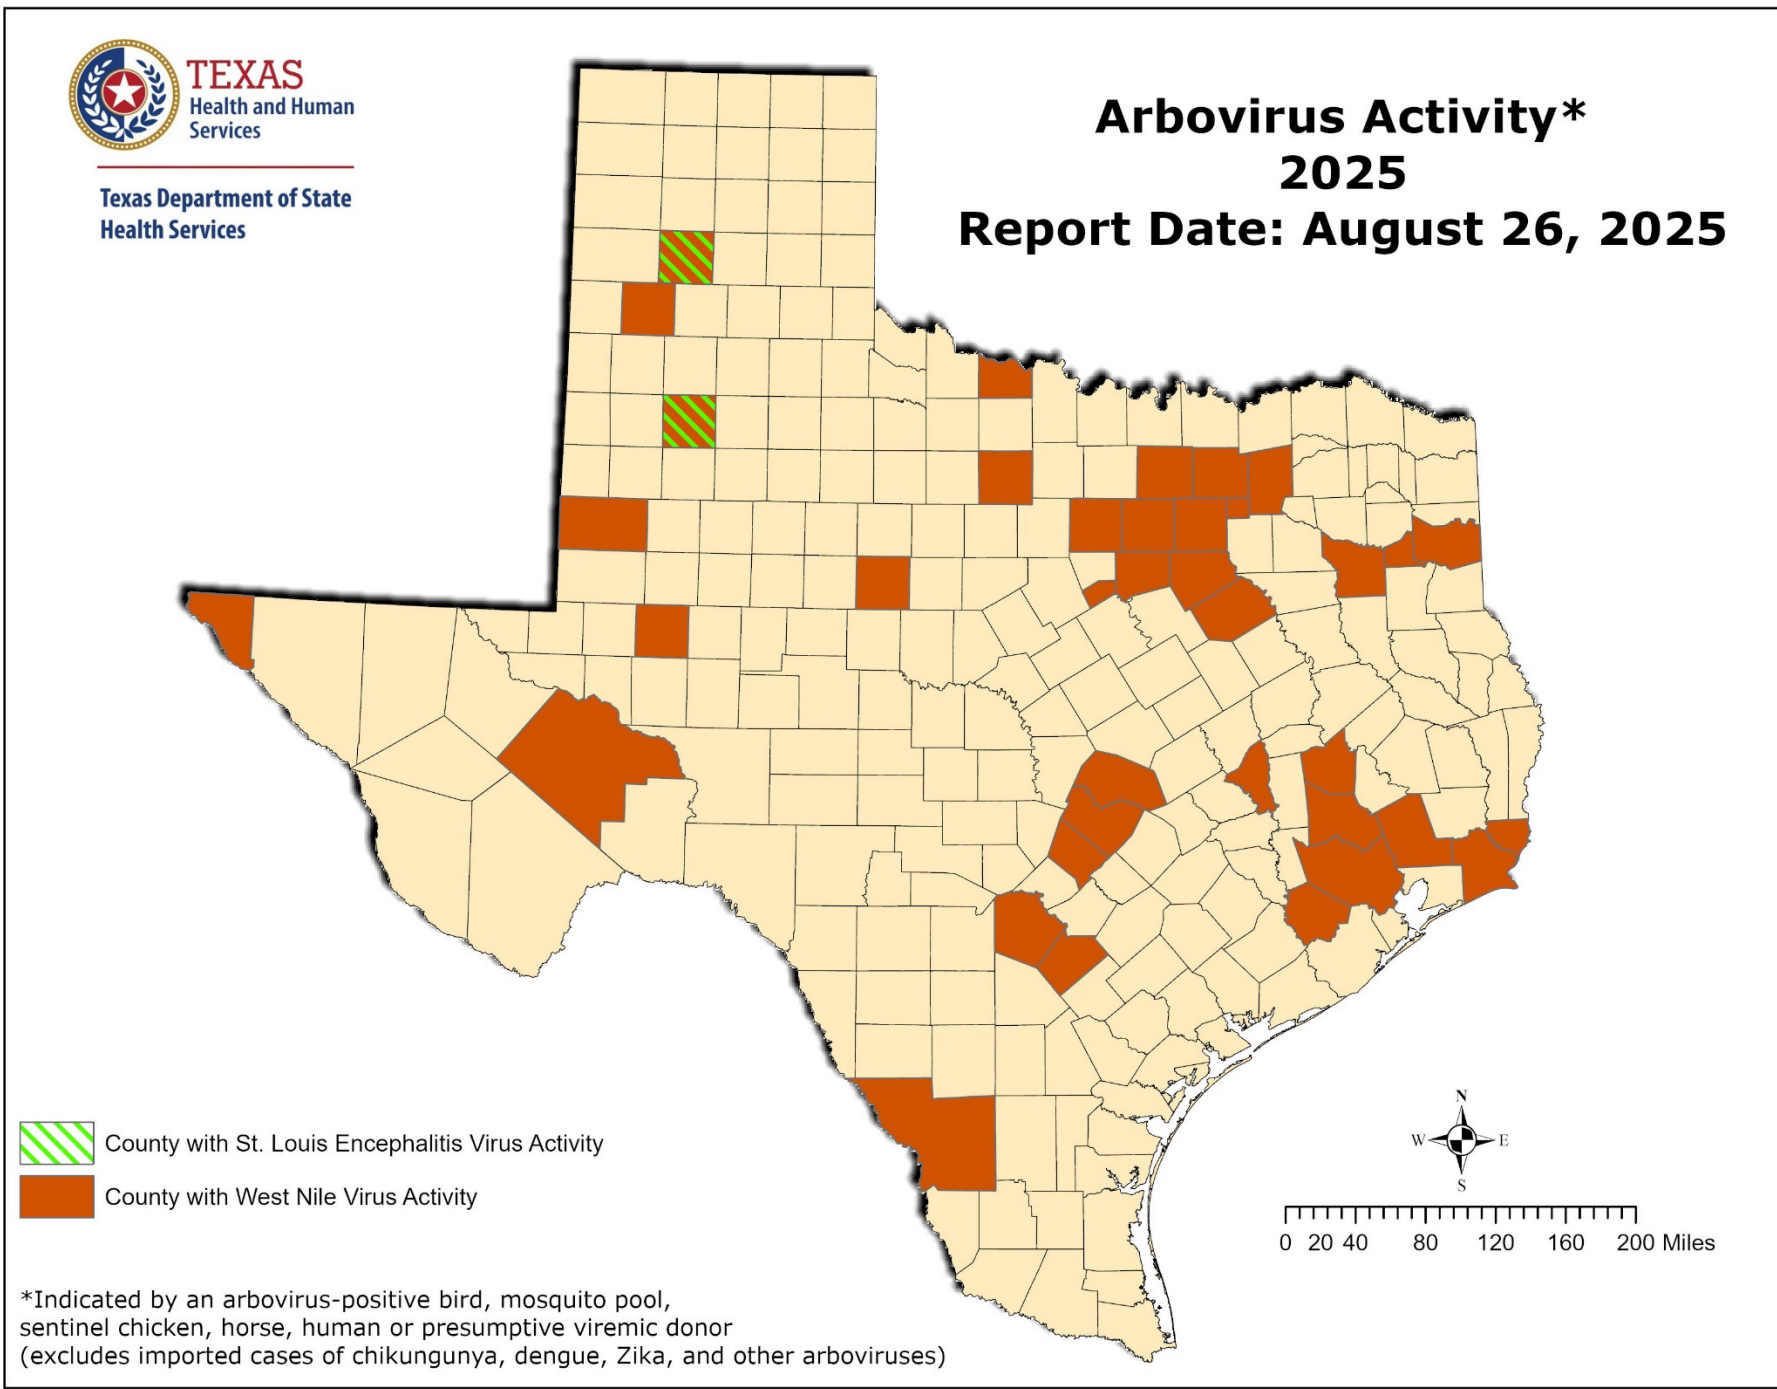 TEXAS
Health and Human
Services
Texas Department of State
Health Services
Arbovirus Activity*
2025
Report Date: August 26, 2025
County with St. Louis Encephalitis Virus Activity
County with West Nile Virus Activity
N
W E
S
0 20 40 80 120 160 200 Miles
*Indicated by an arbovirus-positive bird, mosquito pool,
sentinel chicken, horse, human or presumptive viremic donor
(excludes imported cases of chikungunya, dengue, Zika, and other arboviruses)